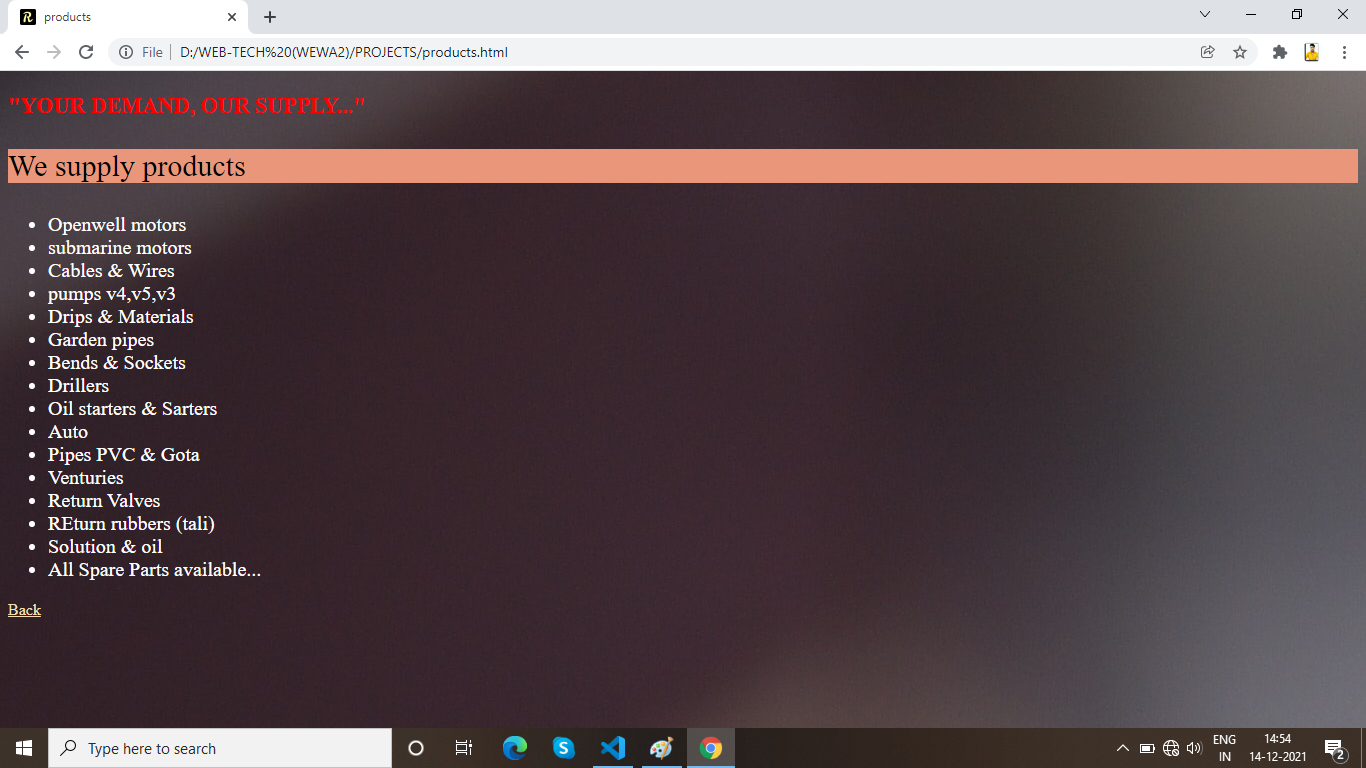 products
File
D:/WEB-TECH%20(WEWA2)/PROJECTS/products.html
"YOUR DEMAND, OUR SUPPLY..."
We supply products
Openwell motors
submarine motors
Cables & Wires
pumps v4,v5,v3
Drips & Materials
Garden pipes
Bends & Sockets
Drillers
Oil starters & Sarters
Auto
Pipes PVC & Gota
Venturies
Return Valves
REturn rubbers (tali)
Solution & oil
All Spare Parts available...
Back
Type here to search
ENG
IN
14:54
14-12-2021
2